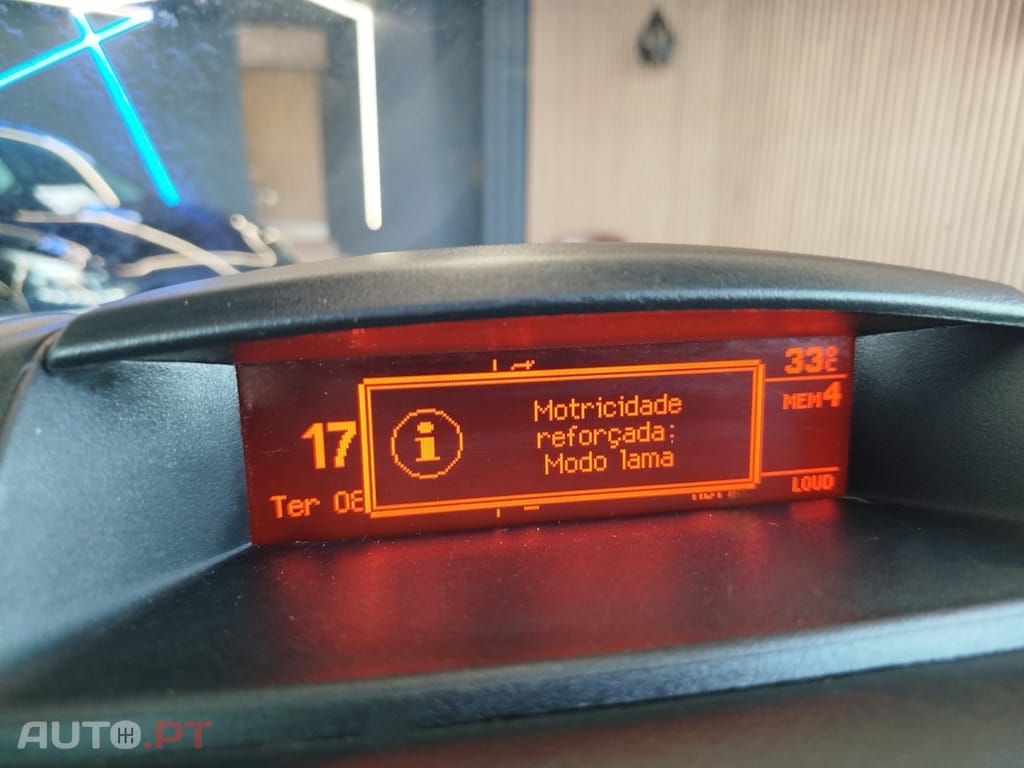 33°C
MEM4
Motricidade
reforçada:
Modo lama
17
Ter 08
LOUD
AUTO.PT